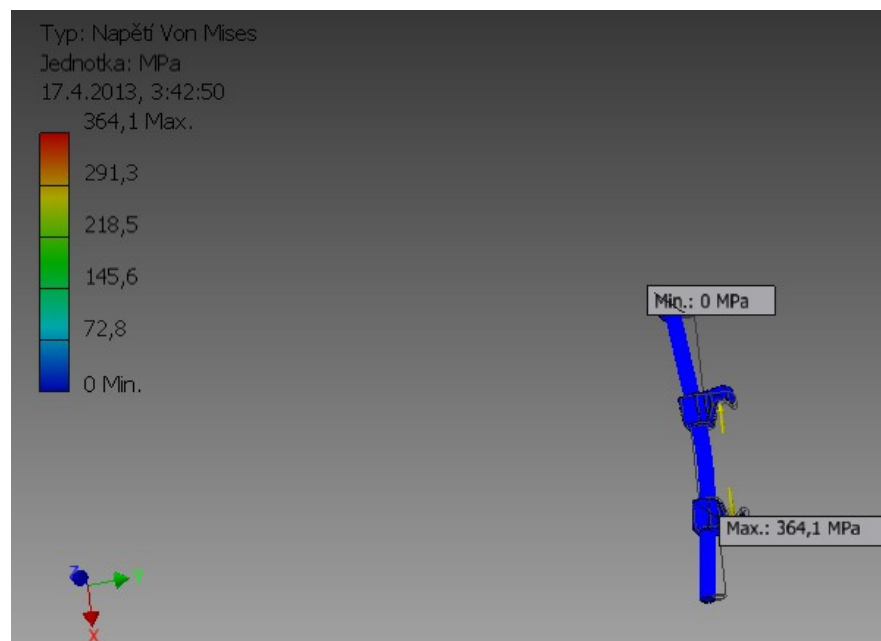 Typ: Napětí Von Mises
Jednotka: MPa
17.4.2013, 3:42:50
364,1 Max.
291,3
218,5
145,6
72,8
0 Min.
Min.: 0 MPa
Max.: 364,1 MPa
Z
Y
X